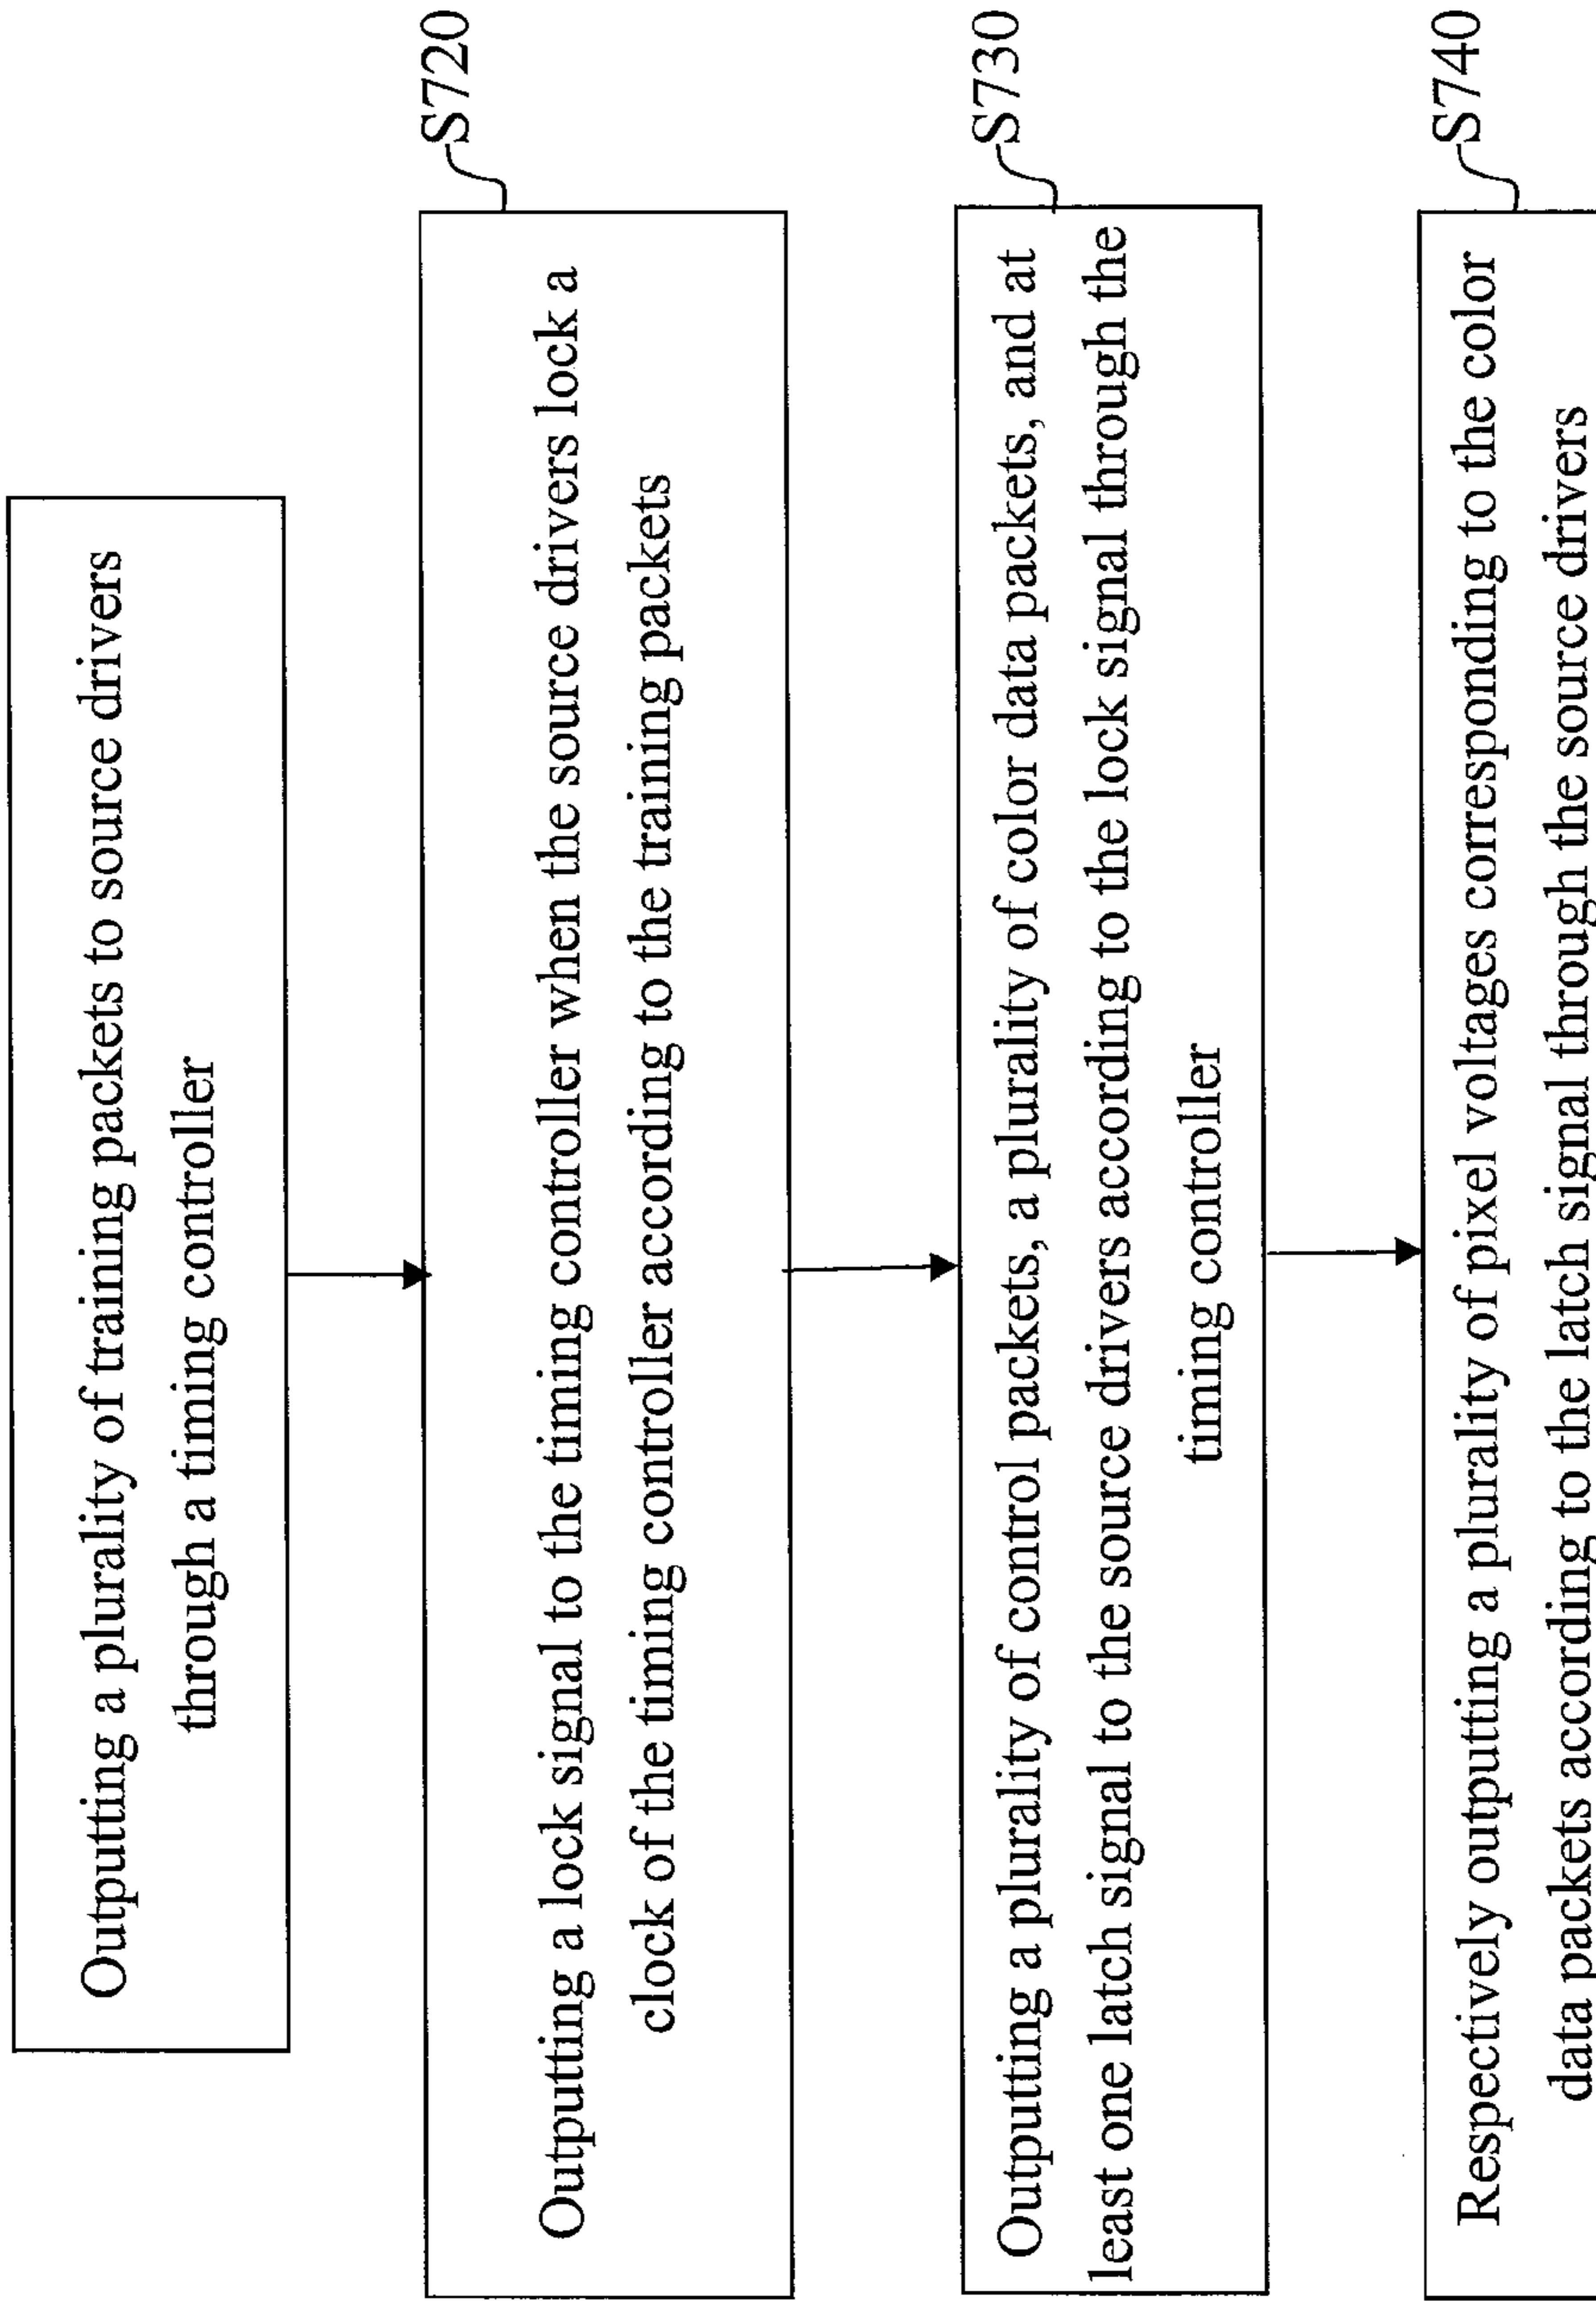 Outputting a plurality of training packets to source drivers
through a timing controller
S720
Outputting a lock signal to the timing controller when the source drivers lock a
clock of the timing controller according to the training packets
S730
Outputting a plurality of control packets, a plurality of color data packets, and at
least one latch signal to the source drivers according to the lock signal through the
timing controller
S740
Respectively outputting a plurality of pixel voltages corresponding to the color
data packets according to the latch signal through the source drivers